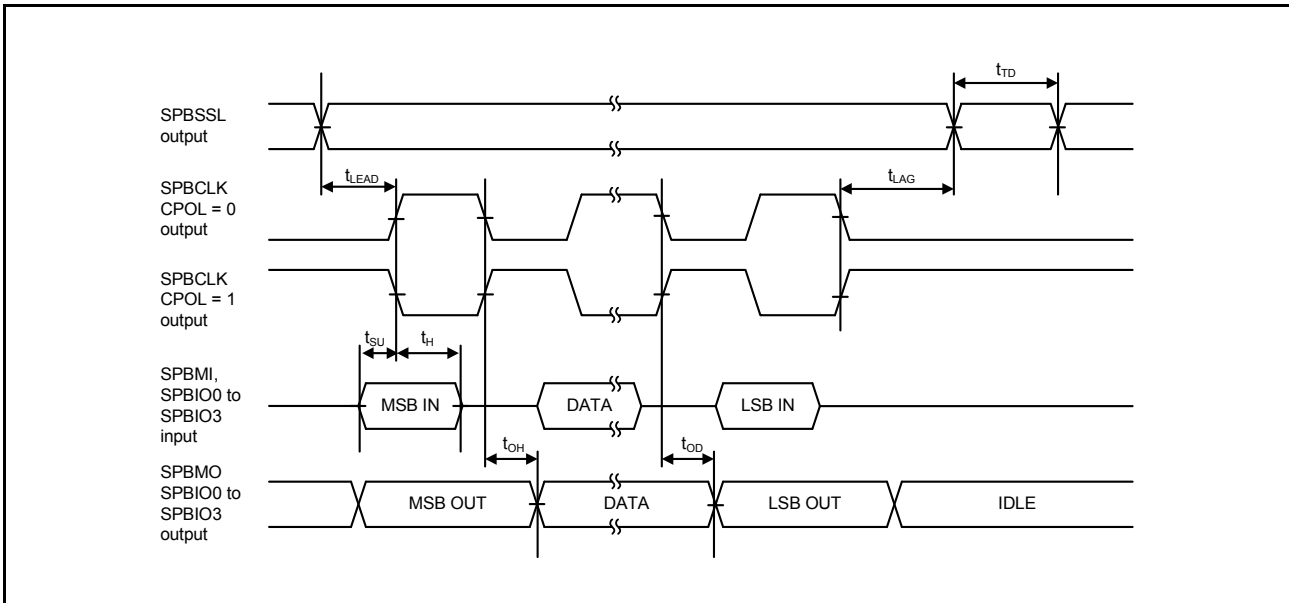 tTD
SPBSSL
output
tLEAD
tLAG
SPBCLK
CPOL = 0
output
SPBCLK
CPOL = 1
output
tSU
tH
SPBMI,
SPBIO0 to
SPBIO3
input
MSB IN
DATA
LSB IN
tOH
tOD
SPBMO
SPBIO0 to
SPBIO3
output
MSB OUT
DATA
LSB OUT
IDLE